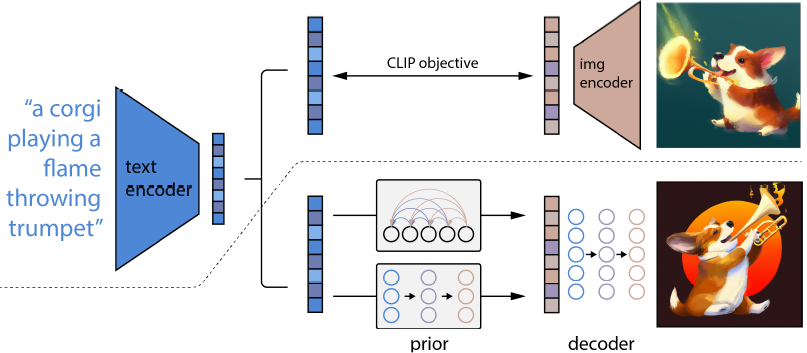 “a corgi
playing a
flame
throwing
trumpet”
text
encoder
CLIP objective
img
encoder
prior
decoder